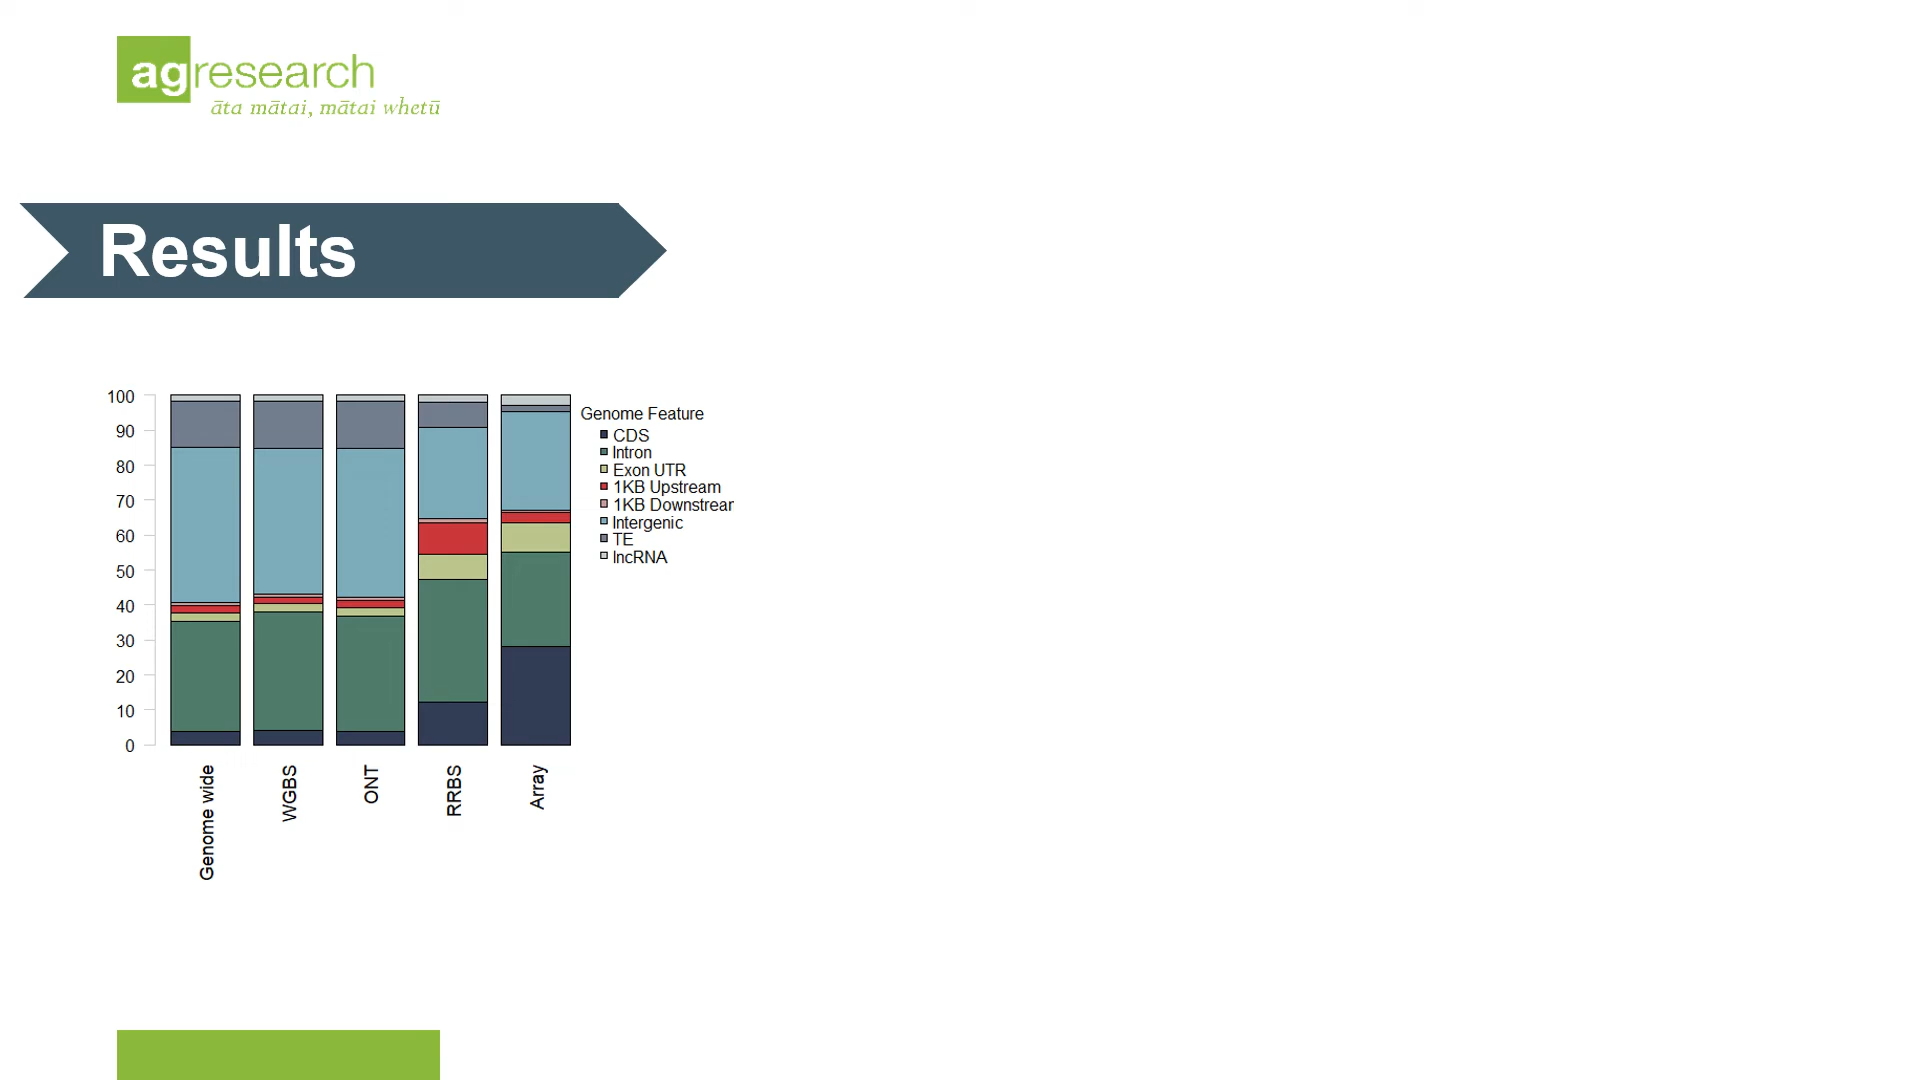 agresearch
āta mātai, mātai whetū
Results
100
90
80
70
60
50
40
30
20
10
0
Genome wide
WGBS
ONT
RRBS
Array
Genome Feature
CDS
Intron
Exon UTR
1KB Upstream
1KB Downstrear
Intergenic
TE
lncRNA